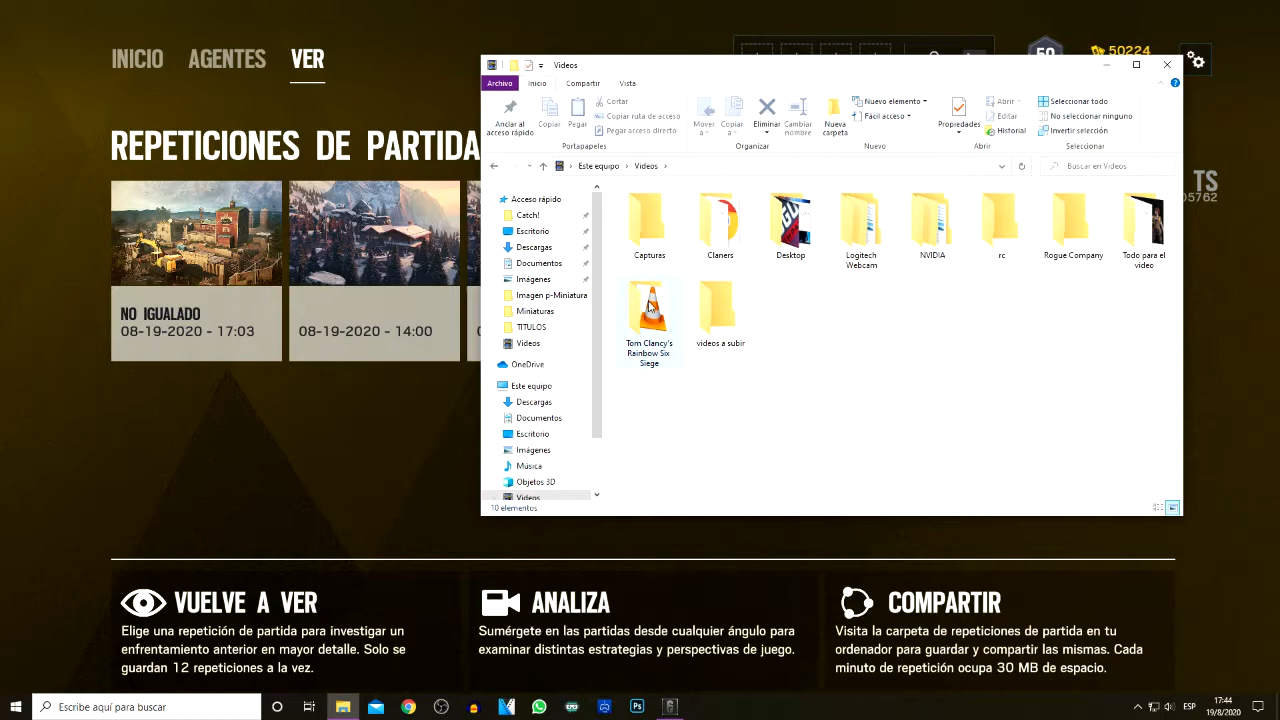 INICIO AGENTES VER
50
50224
REPETICIONES DE PARTIDA
NO IGUALADO
08-19-2020 - 17:03
08-19-2020 - 14:00
TS
05762
Videos
Archivo Inicio Compartir Vista
Anclar al acceso rápido
Copiar
Pegar
Cortar
Copiar ruta de acceso
Pegar acceso directo
Portapapeles
Mover a
Copiar a
Eliminar
Cambiar nombre
Organizar
Nueva carpeta
Nuevo elemento
Fácil acceso
Nuevo
Propiedades
Abrir
Editar
Historial
Abrir
Seleccionar todo
No seleccionar ninguno
Invertir selección
Seleccionar
Este equipo > Videos >
Buscar en Videos
Acceso rápido
Catch!
Escritorio
Descargas
Documentos
Imágenes
Imagen p-Miniatura
Miniaturas
TITULOS
Videos
OneDrive
Este equipo
Descargas
Documentos
Escritorio
Imágenes
Música
Objetos 3D
Videos
Capturas
Claners
Desktop
Logitech Webcam
NVIDIA
rc
Rogue Company
Todo para el video
Tom Clancy's Rainbow Six Siege
videos a subir
10 elementos
VUELVE A VER
Elige una repetición de partida para investigar un
enfrentamiento anterior en mayor detalle. Solo se
guardan 12 repeticiones a la vez.
ANALIZA
Sumérgete en las partidas desde cualquier ángulo para
examinar distintas estrategias y perspectivas de juego.
COMPARTIR
Visita la carpeta de repeticiones de partida en tu
ordenador para guardar y compartir las mismas. Cada
minuto de repetición ocupa 30 MB de espacio.
Escribe aquí para buscar
Ps
ESP
17:44
19/8/2020